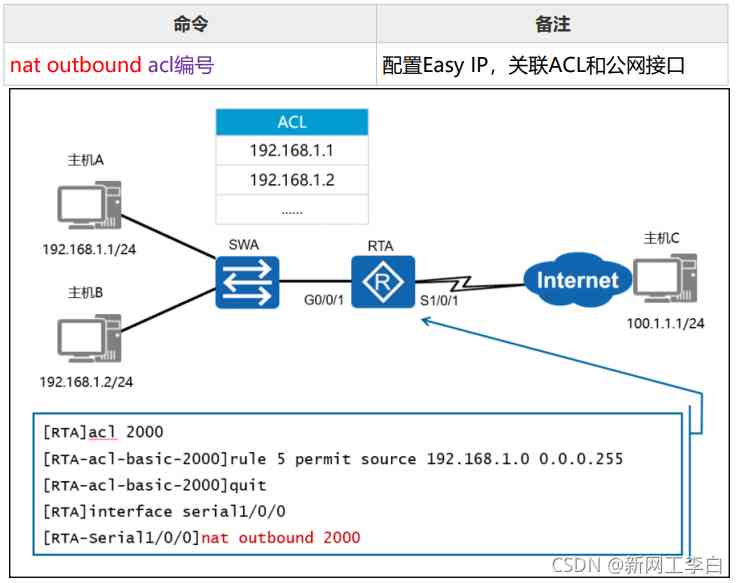 命令 备注
nat outbound acl编号 配置Easy IP，关联ACL和公网接口
ACL
192.168.1.1
192.168.1.2
......
主机A
192.168.1.1/24
主机B
192.168.1.2/24
SWA
G0/0/1
RTA
R
S1/0/1
Internet
主机C
100.1.1.1/24
[RTA]acl 2000
[RTA-acl-basic-2000]rule 5 permit source 192.168.1.0 0.0.0.255
[RTA-acl-basic-2000]quit
[RTA]interface serial1/0/0
[RTA-Serial1/0/0]nat outbound 2000
CSDN @新网工李白